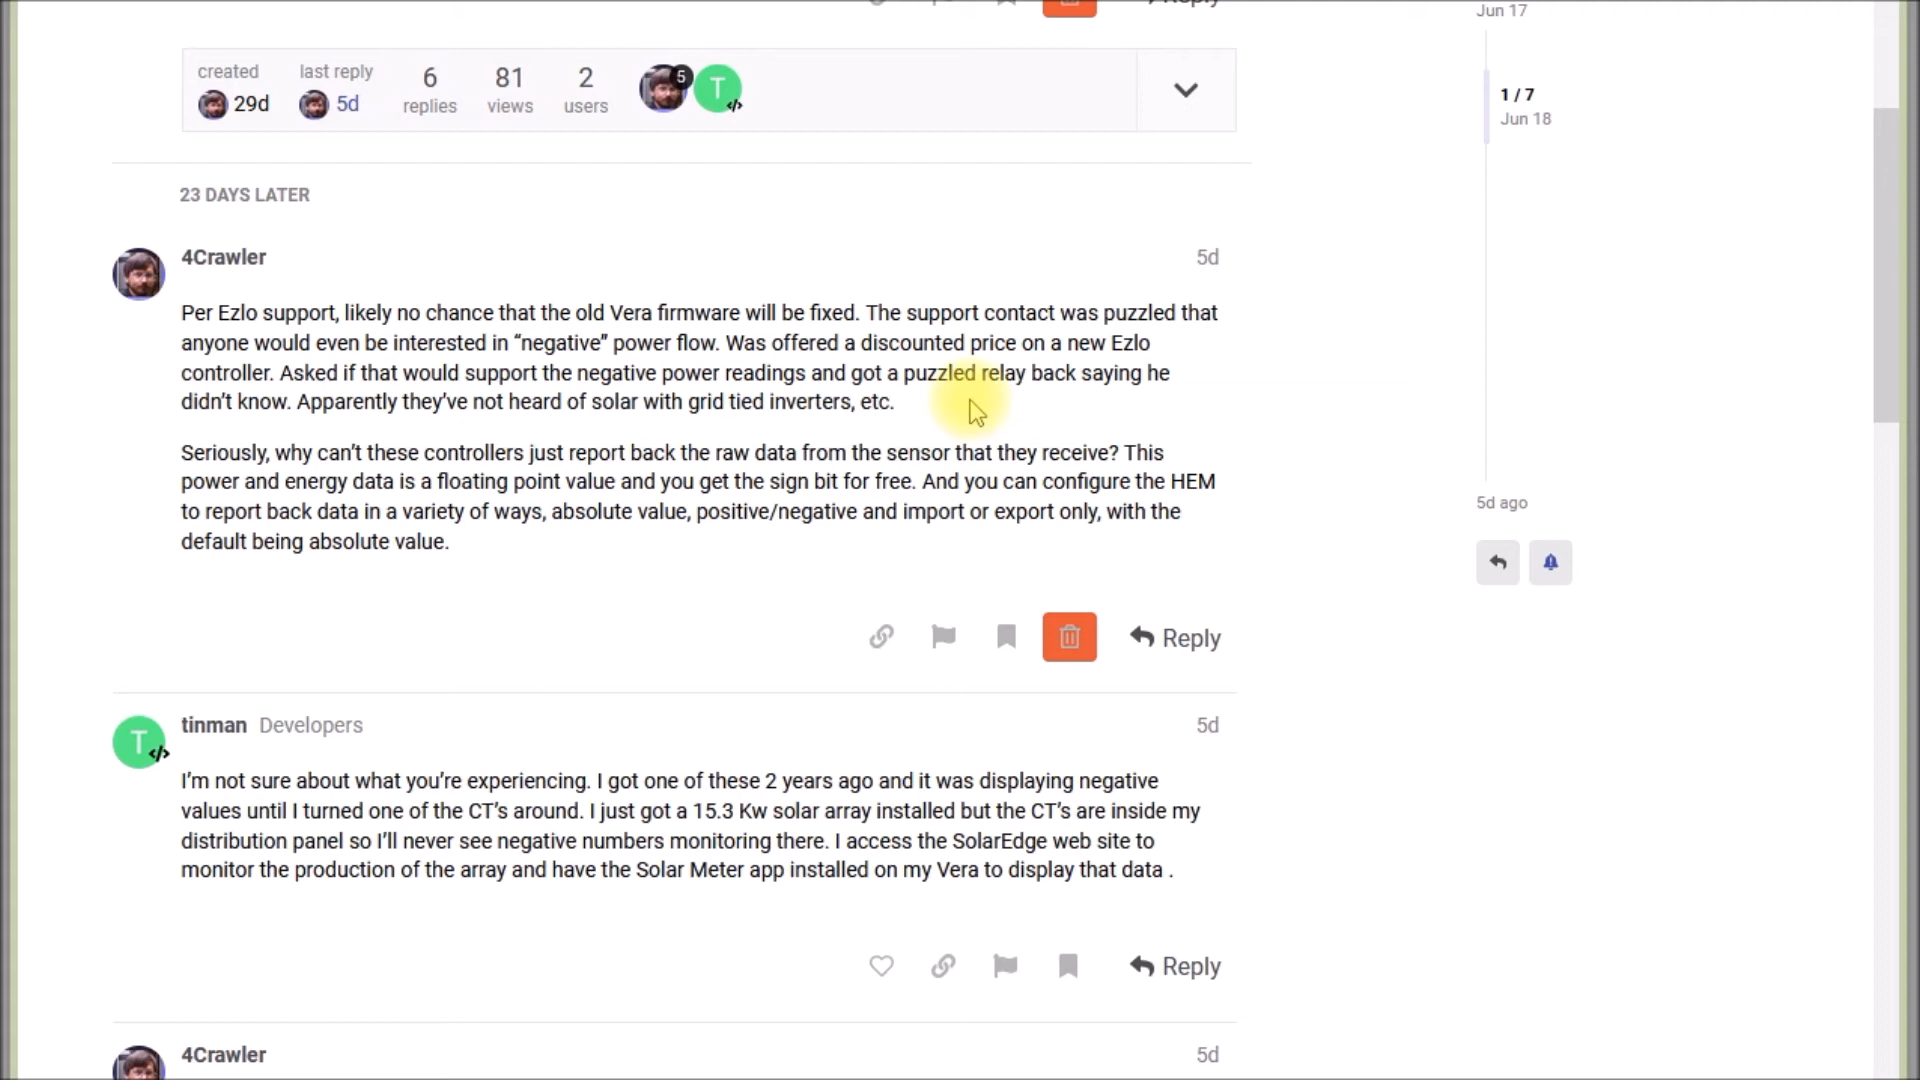 Jun 17
created
29d
last reply
5d
6
replies
81
views
2
users
5
T
1 / 7
Jun 18
23 DAYS LATER
4Crawler
5d
Per Ezlo support, likely no chance that the old Vera firmware will be fixed. The support contact was puzzled that
anyone would even be interested in “negative” power flow. Was offered a discounted price on a new Ezlo
controller. Asked if that would support the negative power readings and got a puzzled relay back saying he
didn’t know. Apparently they’ve not heard of solar with grid tied inverters, etc.
Seriously, why can’t these controllers just report back the raw data from the sensor that they receive? This
power and energy data is a floating point value and you get the sign bit for free. And you can configure the HEM
to report back data in a variety of ways, absolute value, positive/negative and import or export only, with the
default being absolute value.
5d ago
Reply
T
tinman Developers
5d
I’m not sure about what you’re experiencing. I got one of these 2 years ago and it was displaying negative
values until I turned one of the CT’s around. I just got a 15.3 Kw solar array installed but the CT’s are inside my
distribution panel so I’ll never see negative numbers monitoring there. I access the SolarEdge web site to
monitor the production of the array and have the Solar Meter app installed on my Vera to display that data .
Reply
4Crawler
5d